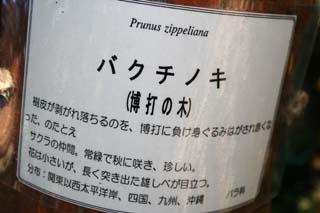 Prunus zippeliana
バクチノキ
(博打の木)
樹皮が剥がれ落ちるのを、博打に負け身ぐるみはがされ裸くな
った、のたとえ
サクラの仲間。常緑で秋に咲き、珍しい。
花は小さいが、長く突き出た雄しべが目立つ。
分布：関東以西太平洋岸、四国、九州、沖縄
バラ科